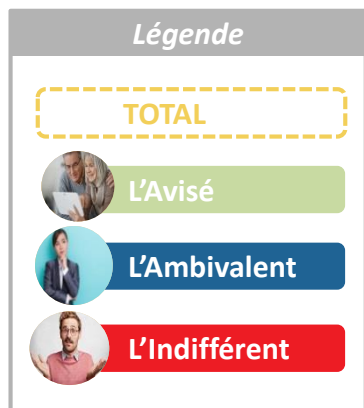 Légende
TOTAL
L'Avisé
L'Ambivalent
L'Indifférent